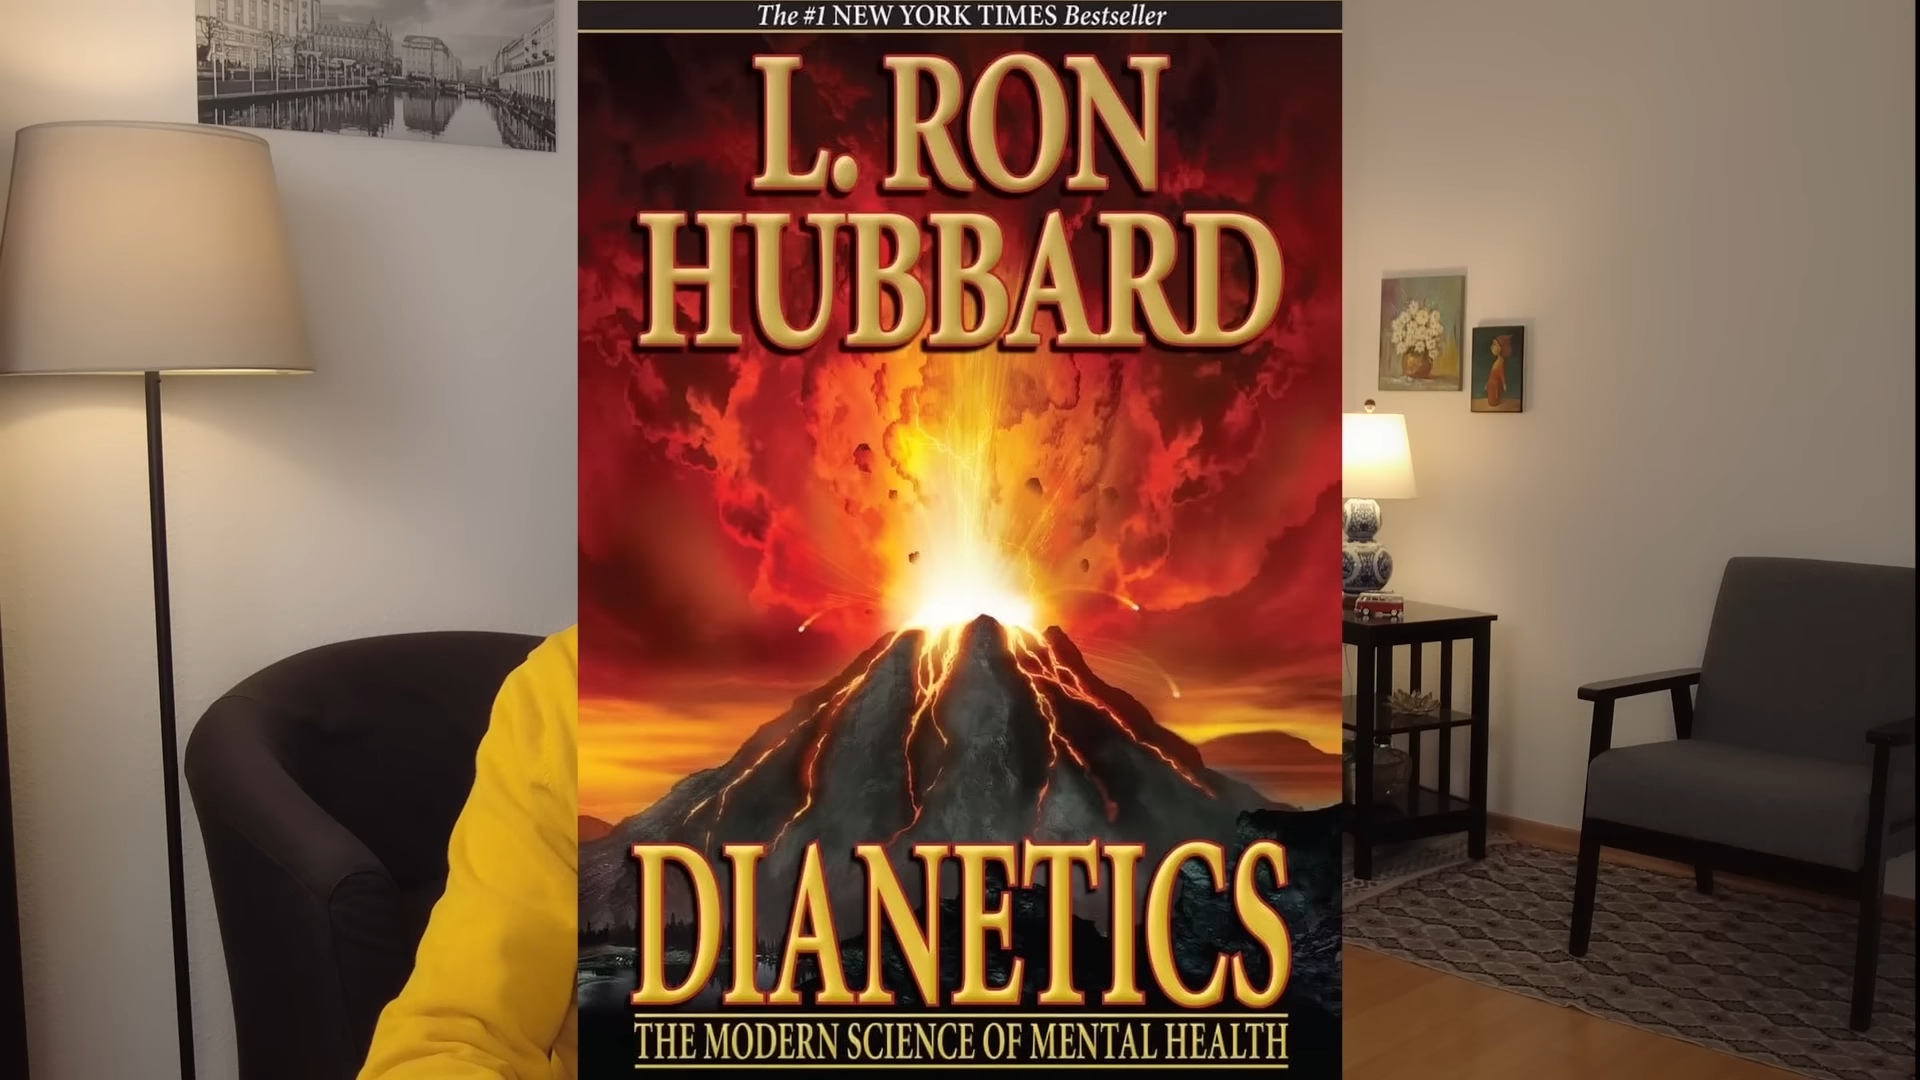 The #1 NEW YORK TIMES Bestseller
L. RON
HUBBARD
DIANETICS
THE MODERN SCIENCE OF MENTAL HEALTH